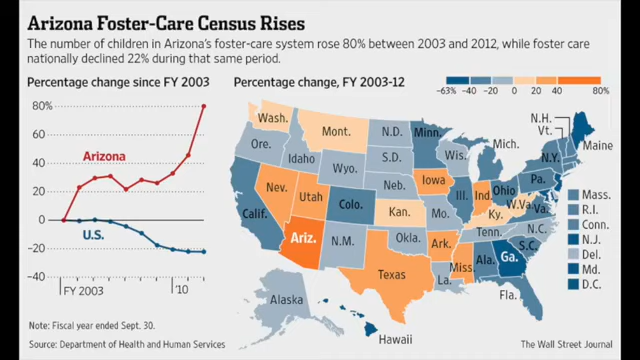 Arizona Foster-Care Census Rises
The number of children in Arizona's foster-care system rose 80% between 2003 and 2012, while foster care
nationally declined 22% during that same period.
Percentage change since FY 2003
80%
60
40
20
0
−20
−40
Arizona
U.S.
FY 2003
'10
Percentage change, FY 2003-12
−63% −40 −20 0 20 40 80%
Wash.
Mont.
N.D.
Minn.
N.H.
Vt.
Maine
Ore.
Idaho
Wyo.
S.D.
Wis.
Mich.
N.Y.
Neb.
Iowa
Pa.
Nev.
Utah
Colo.
Ill.
Ind.
Ohio
W.Va.
Va.
Calif.
Kan.
Mo.
Ky.
Ariz.
N.M.
Okla.
Ark.
Tenn.
N.C.
S.C.
Texas
La.
Miss.
Ala.
Ga.
Fla.
Alaska
Hawaii
Mass.
R.I.
Conn.
N.J.
Del.
Md.
D.C.
Note: Fiscal year ended Sept. 30.
Source: Department of Health and Human Services
The Wall Street Journal